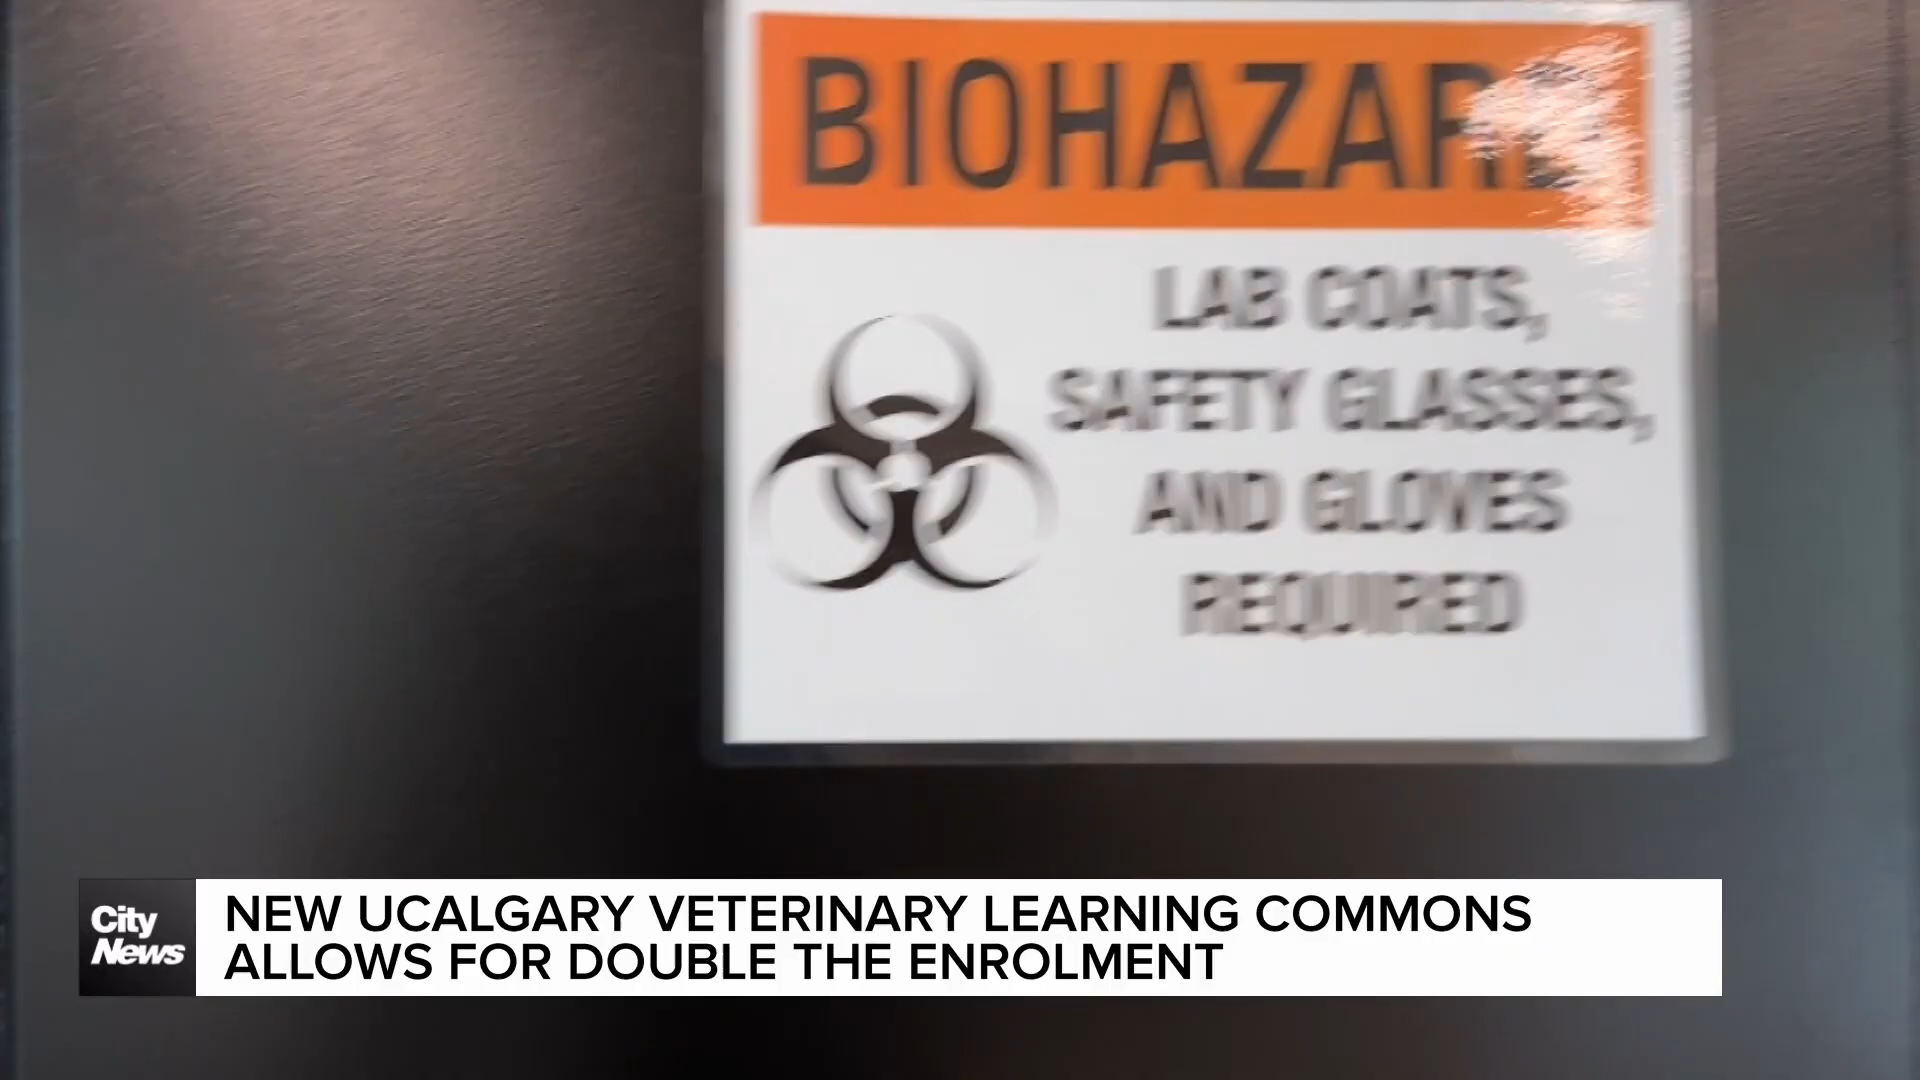 BIOHAZARD
LAB COATS,
SAFETY GLASSES,
AND GLOVES
REQUIRED
City
News
NEW UCALGARY VETERINARY LEARNING COMMONS
ALLOWS FOR DOUBLE THE ENROLMENT